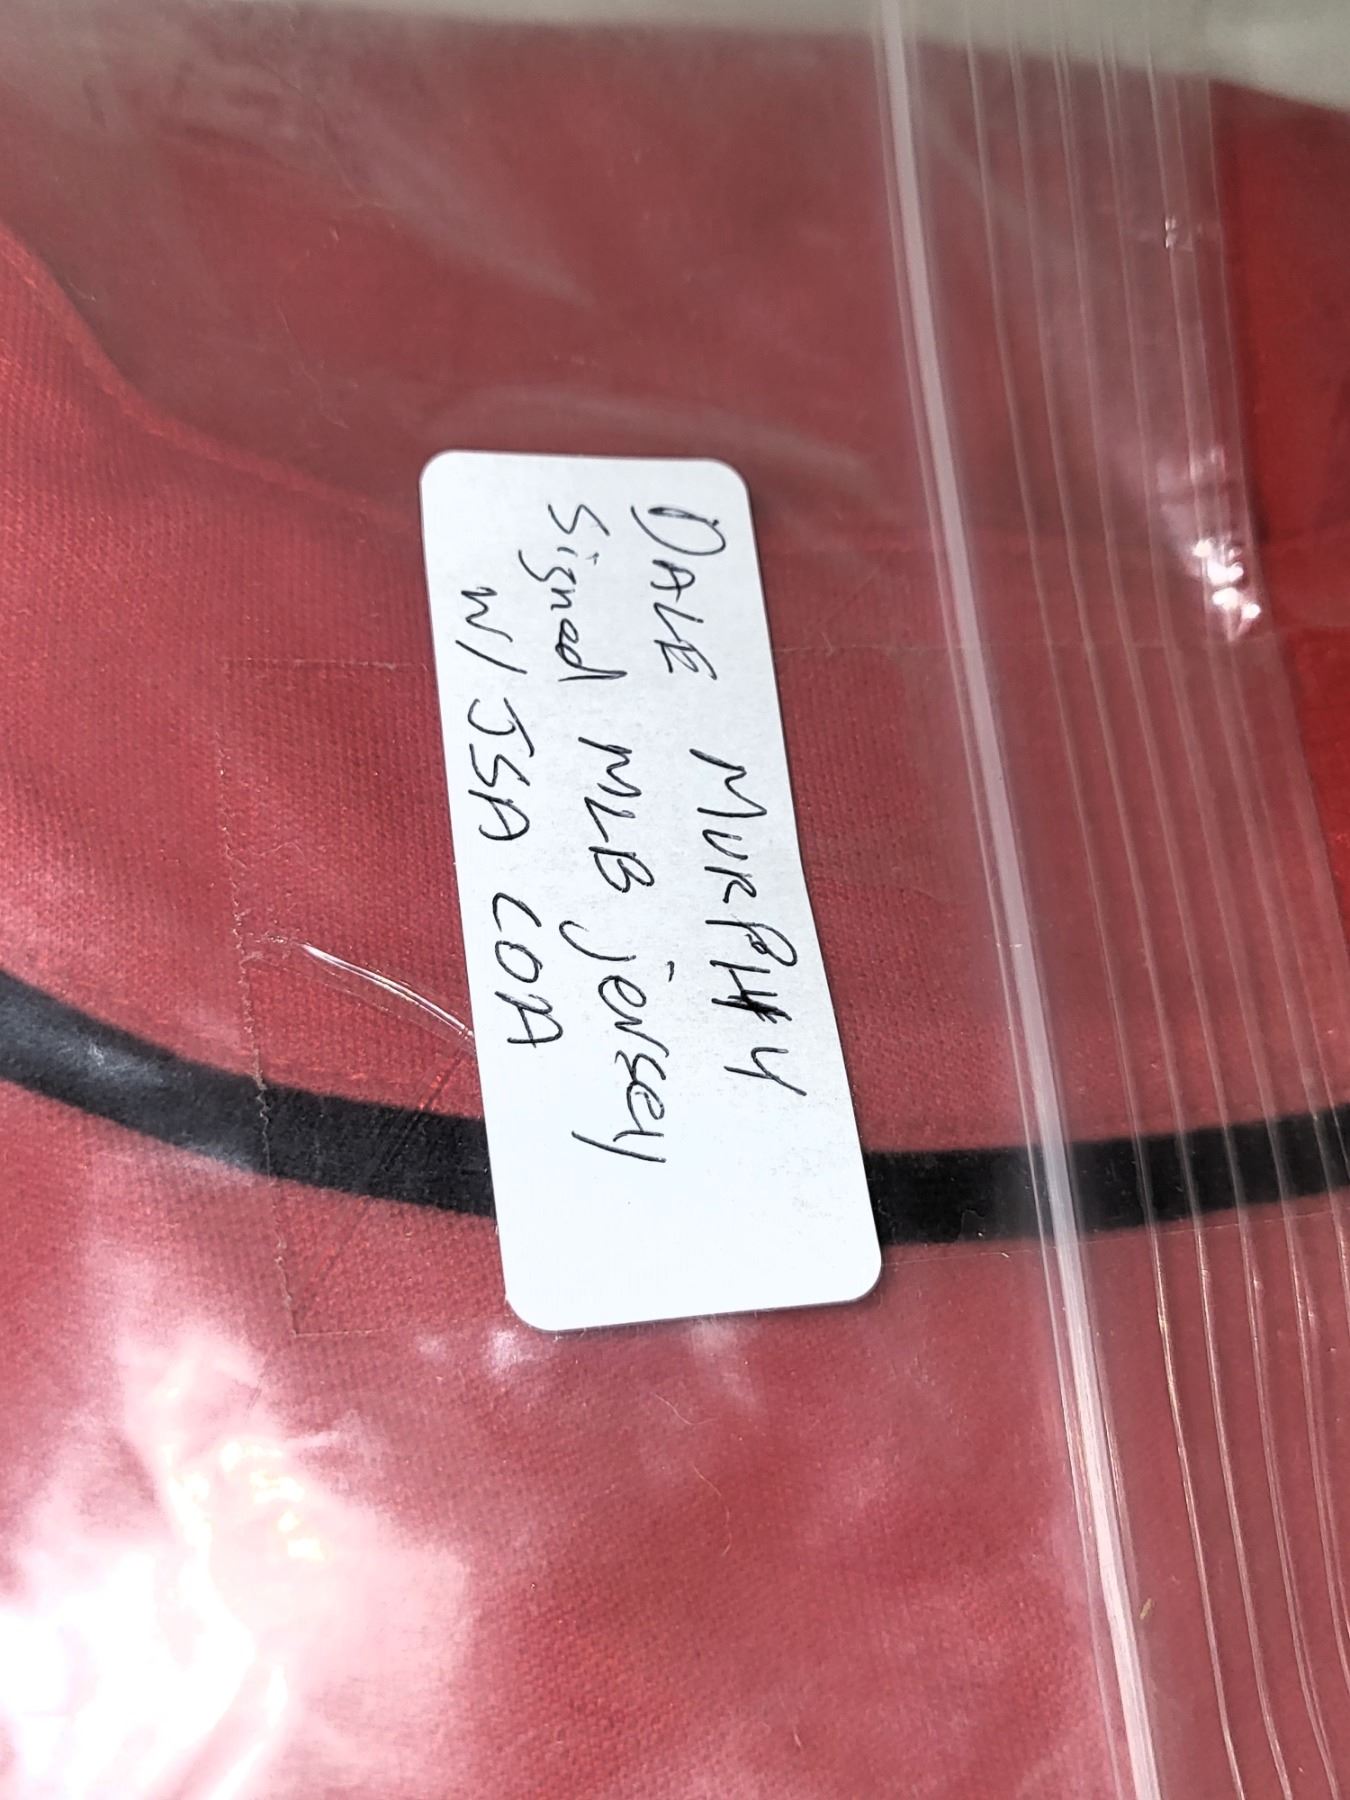 DALE MURPHY
Signed MLB jersey
W/ JSA COA